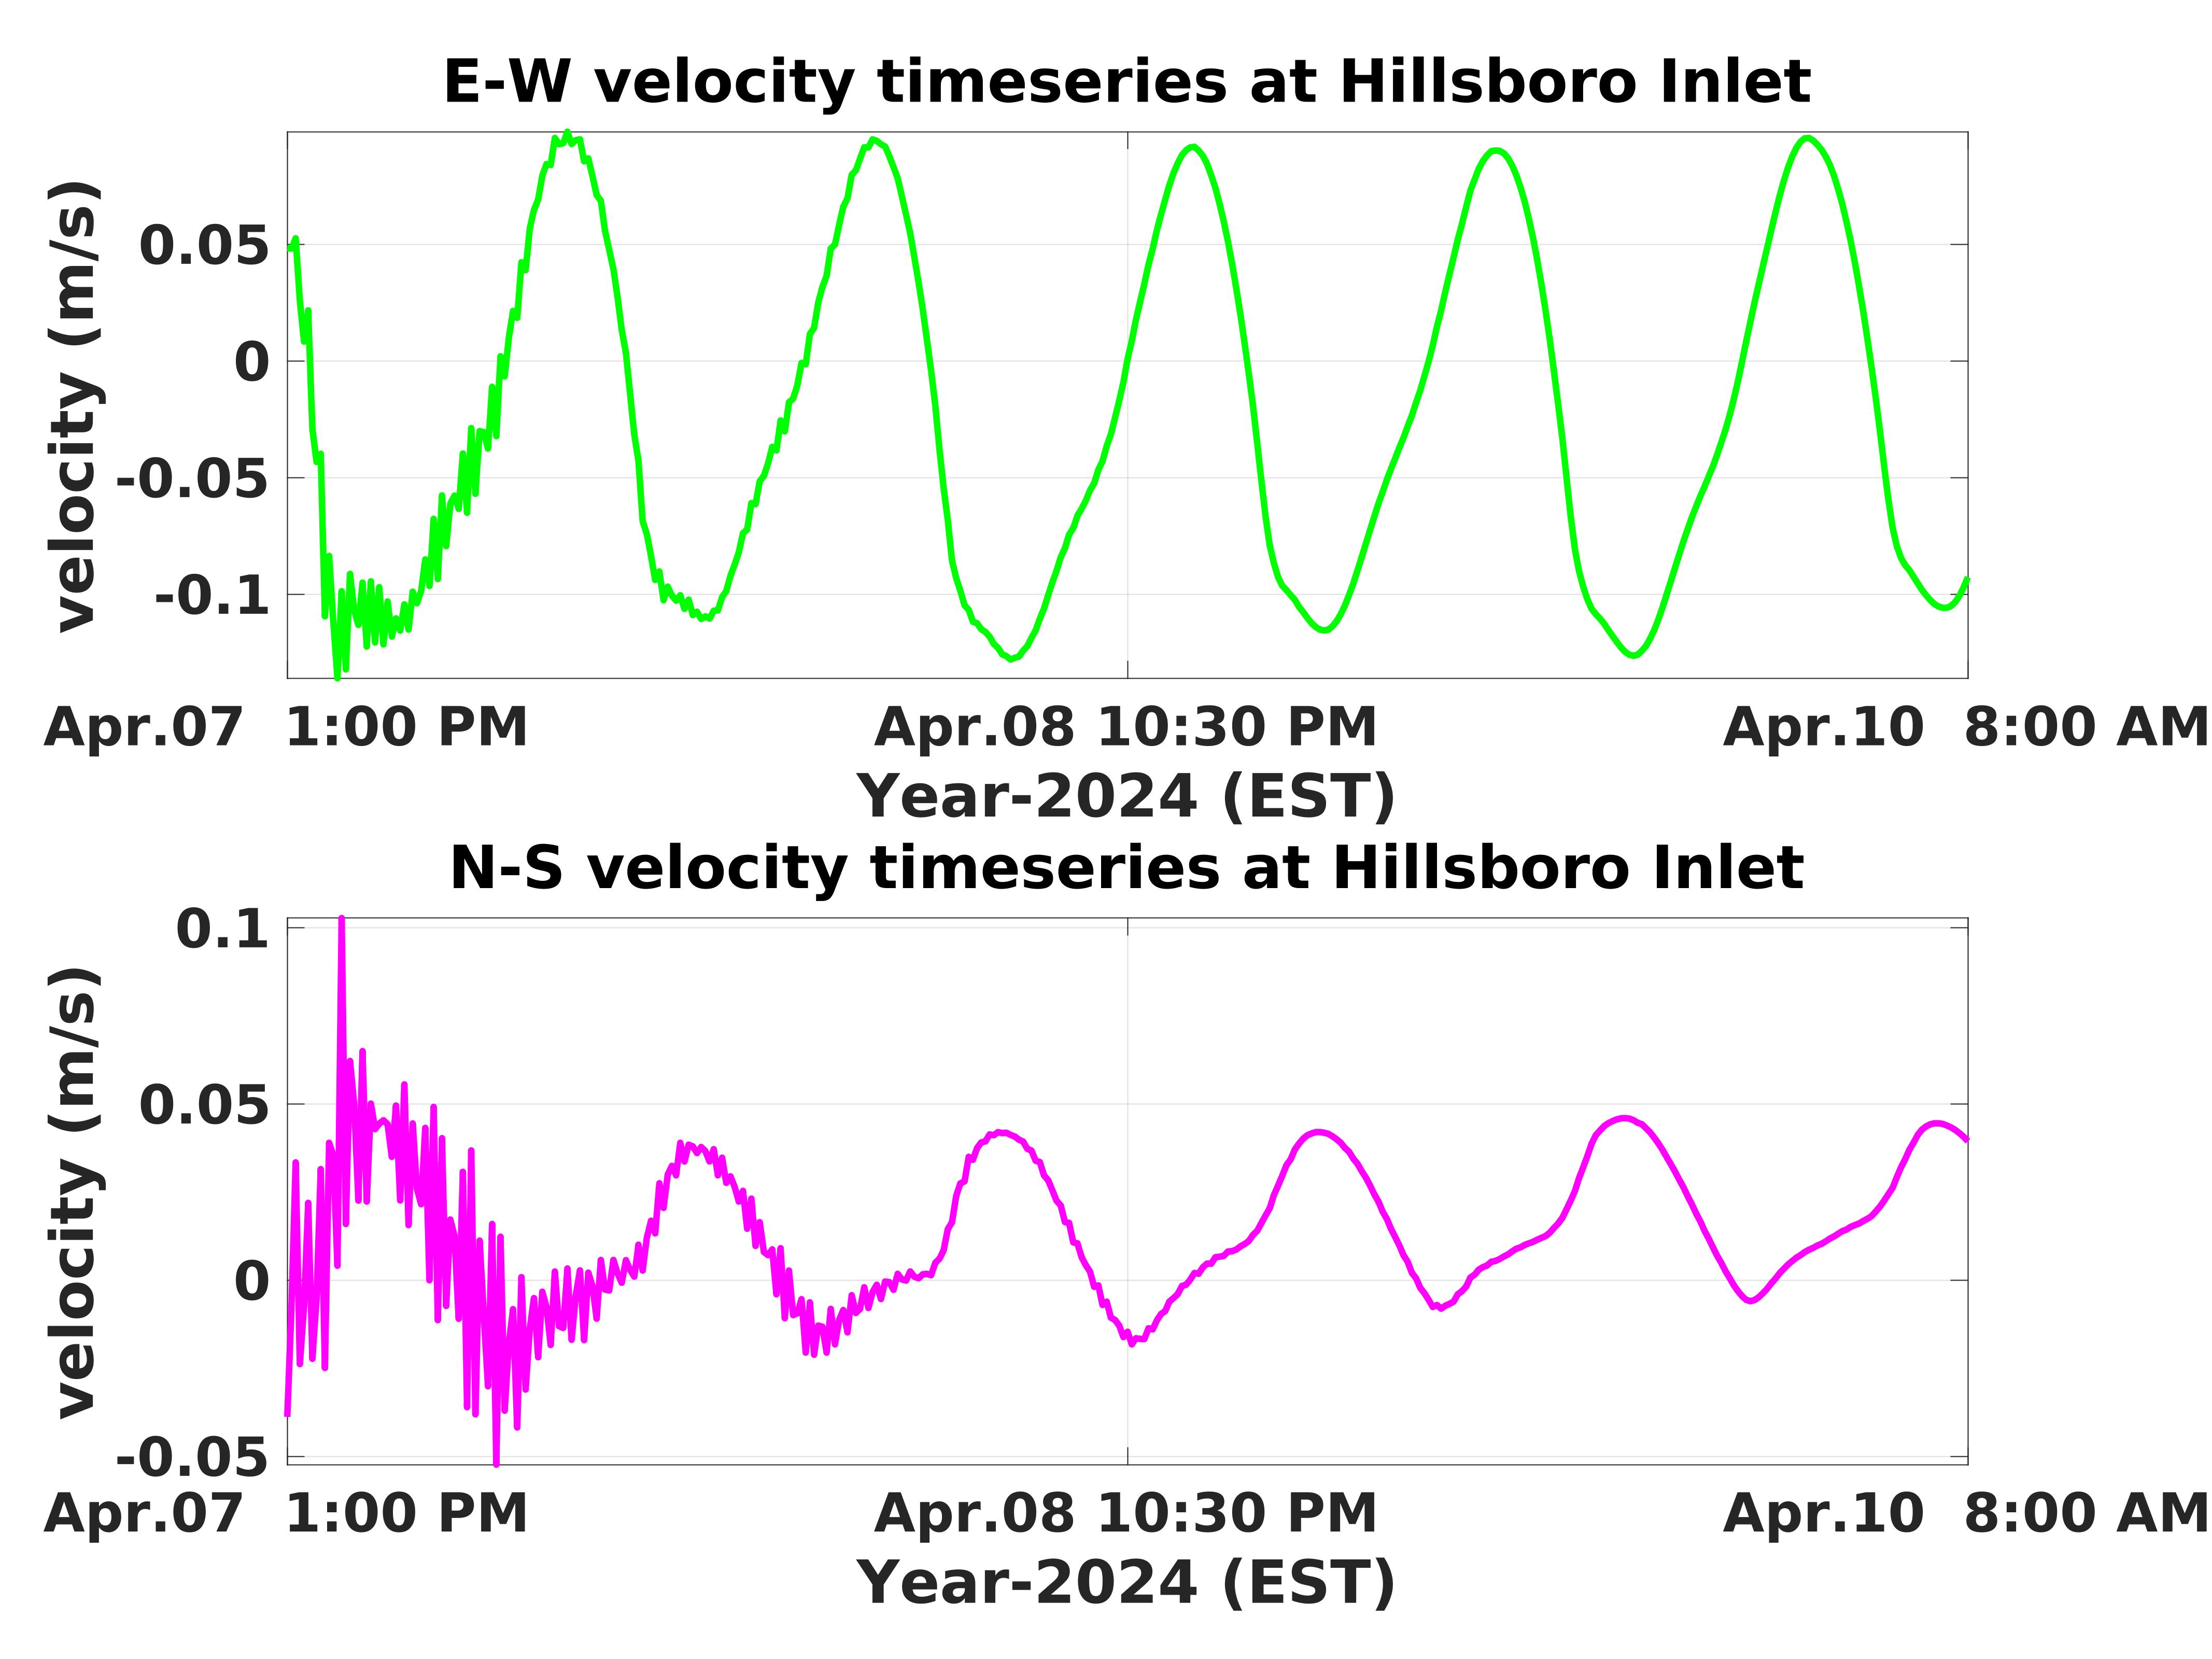 E-W velocity timeseries at Hillsboro Inlet
velocity (m/s)
0.05
0
-0.05
-0.1
Apr.07 1:00 PM Apr.08 10:30 PM Apr.10 8:00 AM
Year-2024 (EST)
N-S velocity timeseries at Hillsboro Inlet
velocity (m/s)
0.1
0.05
0
-0.05
Apr.07 1:00 PM Apr.08 10:30 PM Apr.10 8:00 AM
Year-2024 (EST)